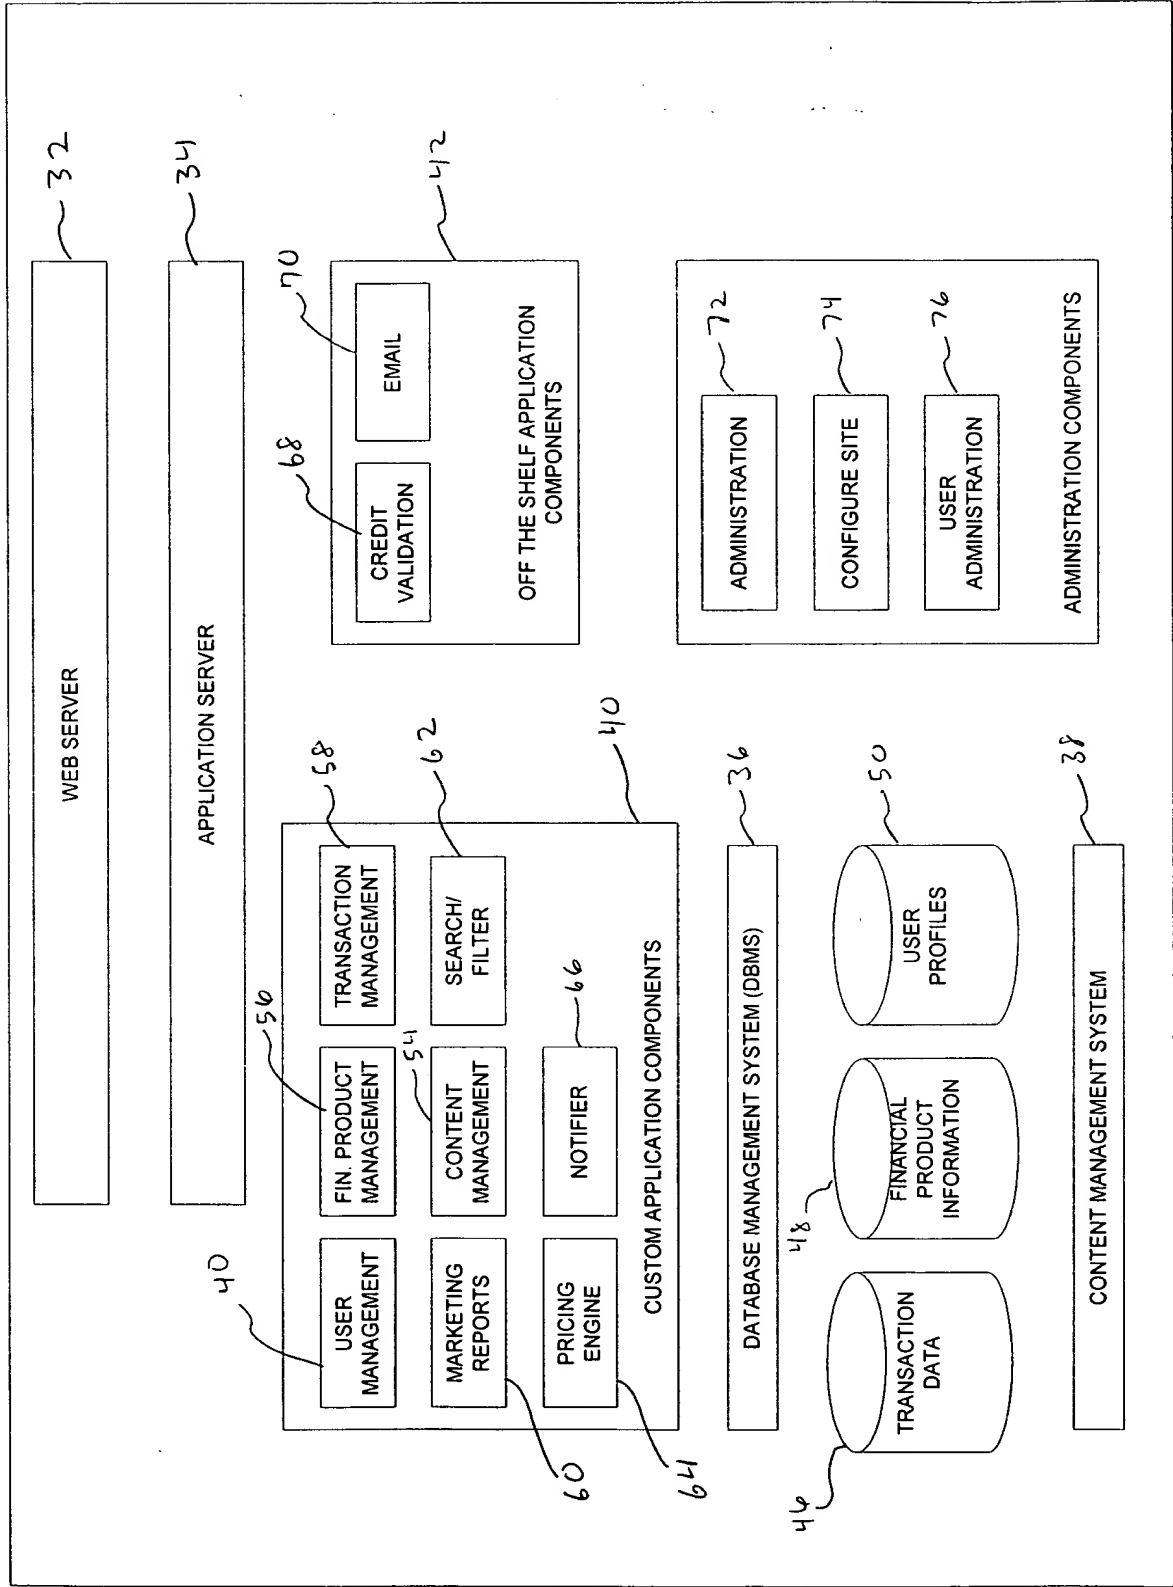 WEB SERVER
32
APPLICATION SERVER
34
40
USER
MANAGEMENT
56
FIN. PRODUCT
MANAGEMENT
58
TRANSACTION
MANAGEMENT
60
MARKETING
REPORTS
54
CONTENT
MANAGEMENT
62
SEARCH/
FILTER
64
PRICING
ENGINE
66
NOTIFIER
CUSTOM APPLICATION COMPONENTS
40
68
CREDIT
VALIDATION
70
EMAIL
OFF THE SHELF APPLICATION
COMPONENTS
42
DATABASE MANAGEMENT SYSTEM (DBMS)
36
46
TRANSACTION
DATA
48
FINANCIAL
PRODUCT
INFORMATION
50
USER
PROFILES
CONTENT MANAGEMENT SYSTEM
38
ADMINISTRATION
72
CONFIGURE SITE
74
USER
ADMINISTRATION
76
ADMINISTRATION COMPONENTS